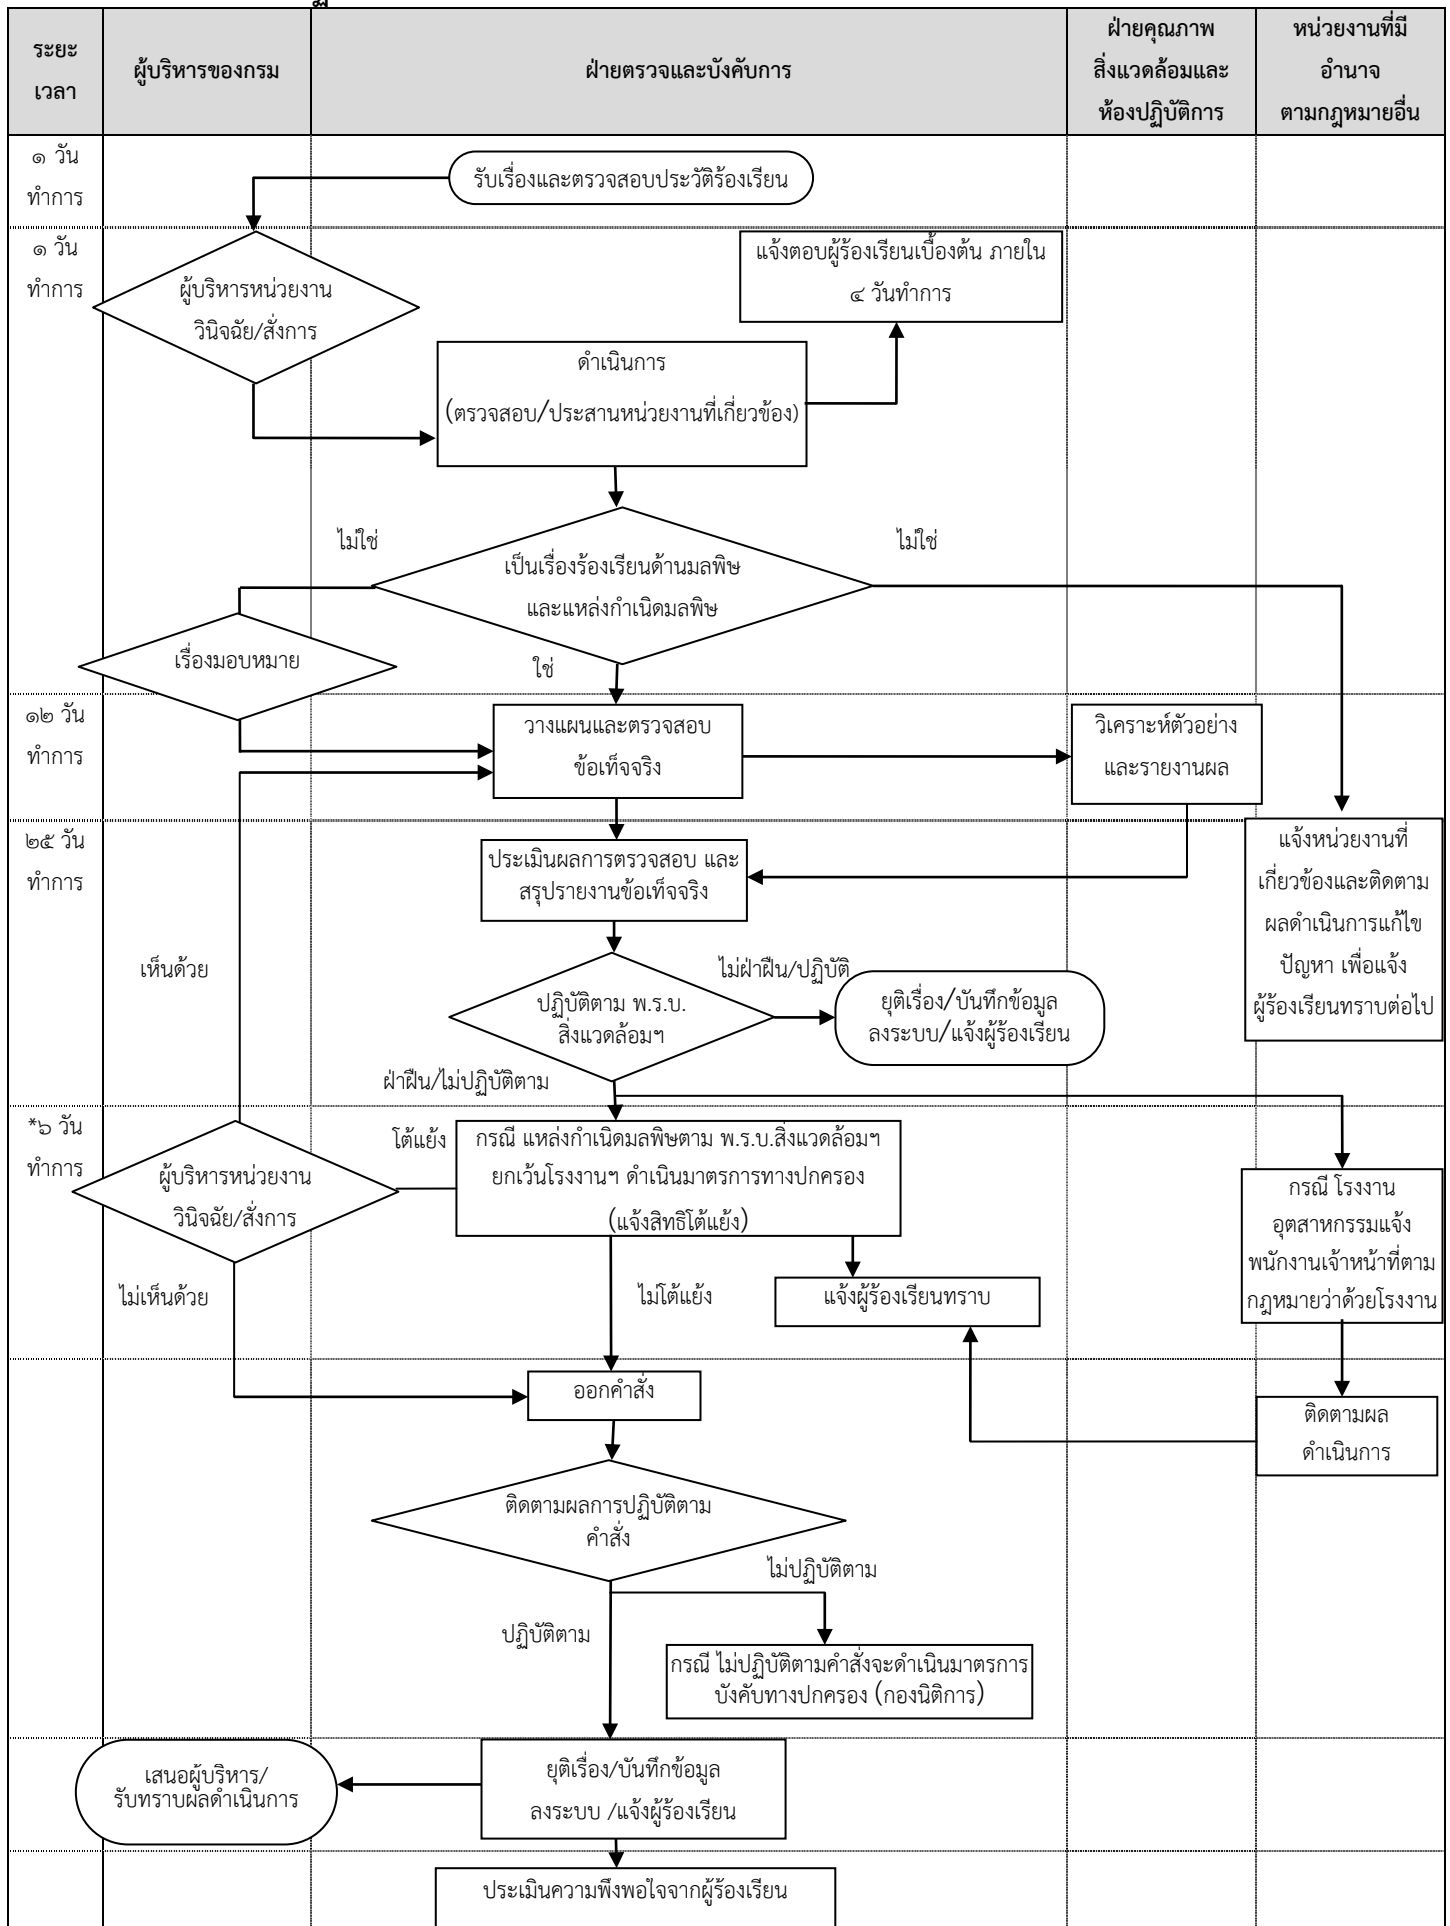 ระยะ
เวลา
ผู้บริหารของกรม
ฝ่ายตรวจและบังคับการ
ฝ่ายคุณภาพ
สิ่งแวดล้อมและ
ห้องปฏิบัติการ
หน่วยงานที่มี
อำนาจ
ตามกฎหมายอื่น
๑ วัน
ทำการ
รับเรื่องและตรวจสอบประวัติร้องเรียน
๑ วัน
ทำการ
ผู้บริหารหน่วยงาน
วินิจฉัย/สั่งการ
แจ้งตอบผู้ร้องเรียนเบื้องต้น ภายใน
๔ วันทำการ
ดำเนินการ
(ตรวจสอบ/ประสานหน่วยงานที่เกี่ยวข้อง)
ไม่ใช่
เป็นเรื่องร้องเรียนด้านมลพิษ
และแหล่งกำเนิดมลพิษ
ไม่ใช่
เรื่องมอบหมาย
ใช่
๑๒ วัน
ทำการ
วางแผนและตรวจสอบ
ข้อเท็จจริง
วิเคราะห์ตัวอย่าง
และรายงานผล
๒๕ วัน
ทำการ
ประเมินผลการตรวจสอบ และ
สรุปรายงานข้อเท็จจริง
แจ้งหน่วยงานที่
เกี่ยวข้องและติดตาม
ผลดำเนินการแก้ไข
ปัญหา เพื่อแจ้ง
ผู้ร้องเรียนทราบต่อไป
เห็นด้วย
ไม่ฝ่าฝืน/ปฏิบัติ
ปฏิบัติตาม พ.ร.บ.
สิ่งแวดล้อมฯ
ยุติเรื่อง/บันทึกข้อมูล
ลงระบบ/แจ้งผู้ร้องเรียน
ฝ่าฝืน/ไม่ปฏิบัติตาม
*๖ วัน
ทำการ
ผู้บริหารหน่วยงาน
วินิจฉัย/สั่งการ
โต้แย้ง
กรณี แหล่งกำเนิดมลพิษตาม พ.ร.บ.สิ่งแวดล้อมฯ
ยกเว้นโรงงานฯ ดำเนินมาตรการทางปกครอง
(แจ้งสิทธิโต้แย้ง)
กรณี โรงงาน
อุตสาหกรรมแจ้ง
พนักงานเจ้าหน้าที่ตาม
กฎหมายว่าด้วยโรงงาน
ไม่เห็นด้วย
ไม่โต้แย้ง
แจ้งผู้ร้องเรียนทราบ
ออกคำสั่ง
ติดตามผล
ดำเนินการ
ติดตามผลการปฏิบัติตาม
คำสั่ง
ไม่ปฏิบัติตาม
ปฏิบัติตาม
กรณี ไม่ปฏิบัติตามคำสั่งจะดำเนินมาตรการ
บังคับทางปกครอง (กองนิติการ)
เสนอผู้บริหาร/
รับทราบผลดำเนินการ
ยุติเรื่อง/บันทึกข้อมูล
ลงระบบ /แจ้งผู้ร้องเรียน
ประเมินความพึงพอใจจากผู้ร้องเรียน